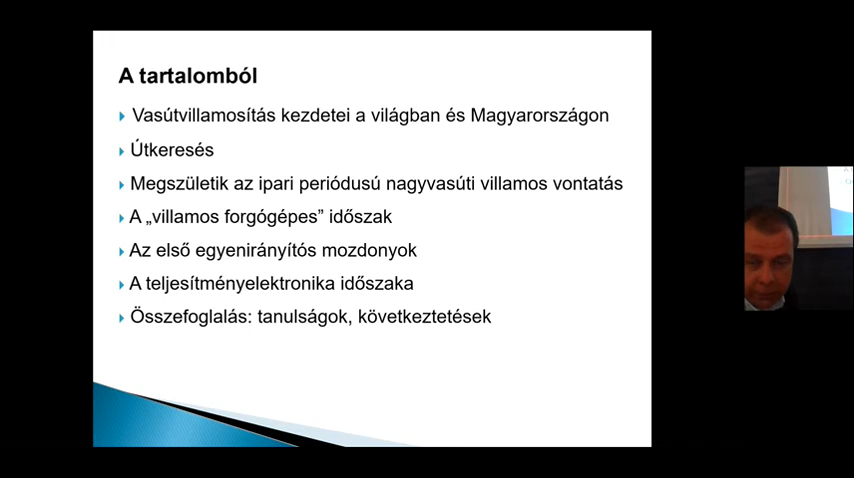 A tartalomból
Vasútvillamosítás kezdetei a világban és Magyarországon
Útkeresés
Megszületik az ipari periódusú nagyvasúti villamos vontatás
A „villamos forgógépes” időszak
Az első egyenirányítós mozdonyok
A teljesítményelektronika időszaka
Összefoglalás: tanulságok, következtetések